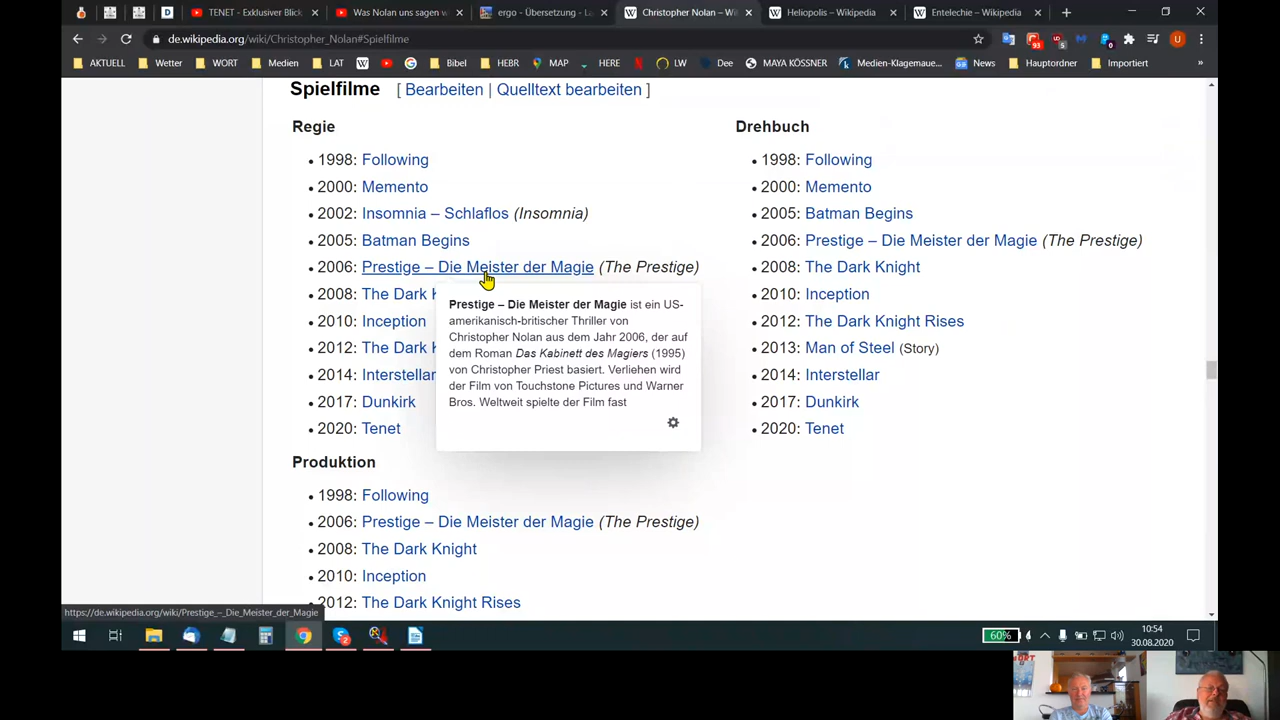 TENET - Exklusiver Blick
Was Nolan uns sagen w
ergo - Übersetzung - La
Christopher Nolan – Wi
Heliopolis – Wikipedia
Entelechie – Wikipedia
de.wikipedia.org/wiki/Christopher_Nolan#Spielfilme
93
5
0
U
AKTUELL Wetter WORT Medien LAT Bibel HEBR MAP HERE LW Dee MAYA KÖSSNER Medien-Klagemaue... News Hauptordner Importiert »
Spielfilme [ Bearbeiten | Quelltext bearbeiten ]
Regie
• 1998: Following
• 2000: Memento
• 2002: Insomnia – Schlaflos (Insomnia)
• 2005: Batman Begins
• 2006: Prestige – Die Meister der Magie (The Prestige)
• 2008: The Dark K
• 2010: Inception
• 2012: The Dark K
• 2014: Interstellar
• 2017: Dunkirk
• 2020: Tenet
Prestige – Die Meister der Magie ist ein US-
amerikanisch-britischer Thriller von
Christopher Nolan aus dem Jahr 2006, der auf
dem Roman Das Kabinett des Magiers (1995)
von Christopher Priest basiert. Verliehen wird
der Film von Touchstone Pictures und Warner
Bros. Weltweit spielte der Film fast
Drehbuch
• 1998: Following
• 2000: Memento
• 2005: Batman Begins
• 2006: Prestige – Die Meister der Magie (The Prestige)
• 2008: The Dark Knight
• 2010: Inception
• 2012: The Dark Knight Rises
• 2013: Man of Steel (Story)
• 2014: Interstellar
• 2017: Dunkirk
• 2020: Tenet
Produktion
• 1998: Following
• 2006: Prestige – Die Meister der Magie (The Prestige)
• 2008: The Dark Knight
• 2010: Inception
• 2012: The Dark Knight Rises
https://de.wikipedia.org/wiki/Prestige_–_Die_Meister_der_Magie
60%
10:54
30.08.2020